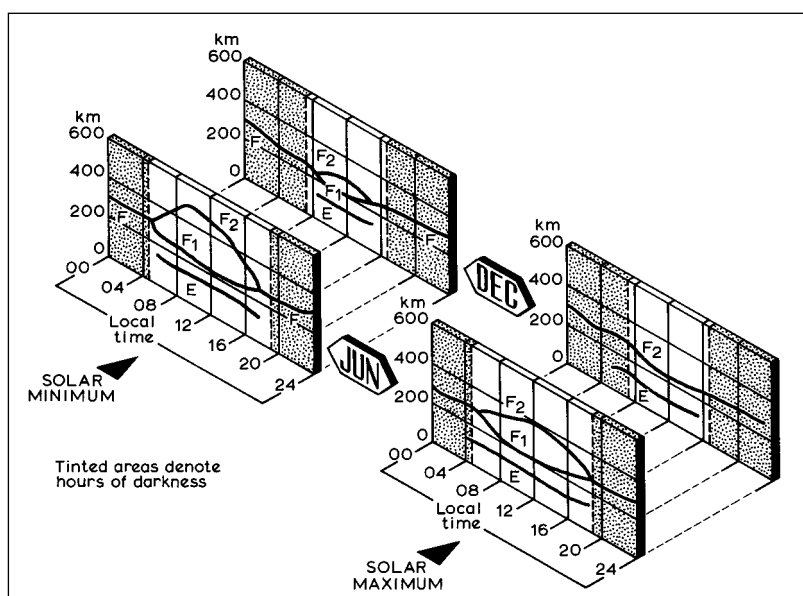 km
600
400
200
0
F
F2
F1
E
F
km
600
400
200
0
F
F2
F1
E
F
00
04
08
12
16
20
24
Local
time
SOLAR
MINIMUM
DEC
JUN
km
600
400
200
0
F2
E
km
600
400
200
0
F2
F1
E
00
04
08
12
16
20
24
Local
time
SOLAR
MAXIMUM
Tinted areas denote
hours of darkness